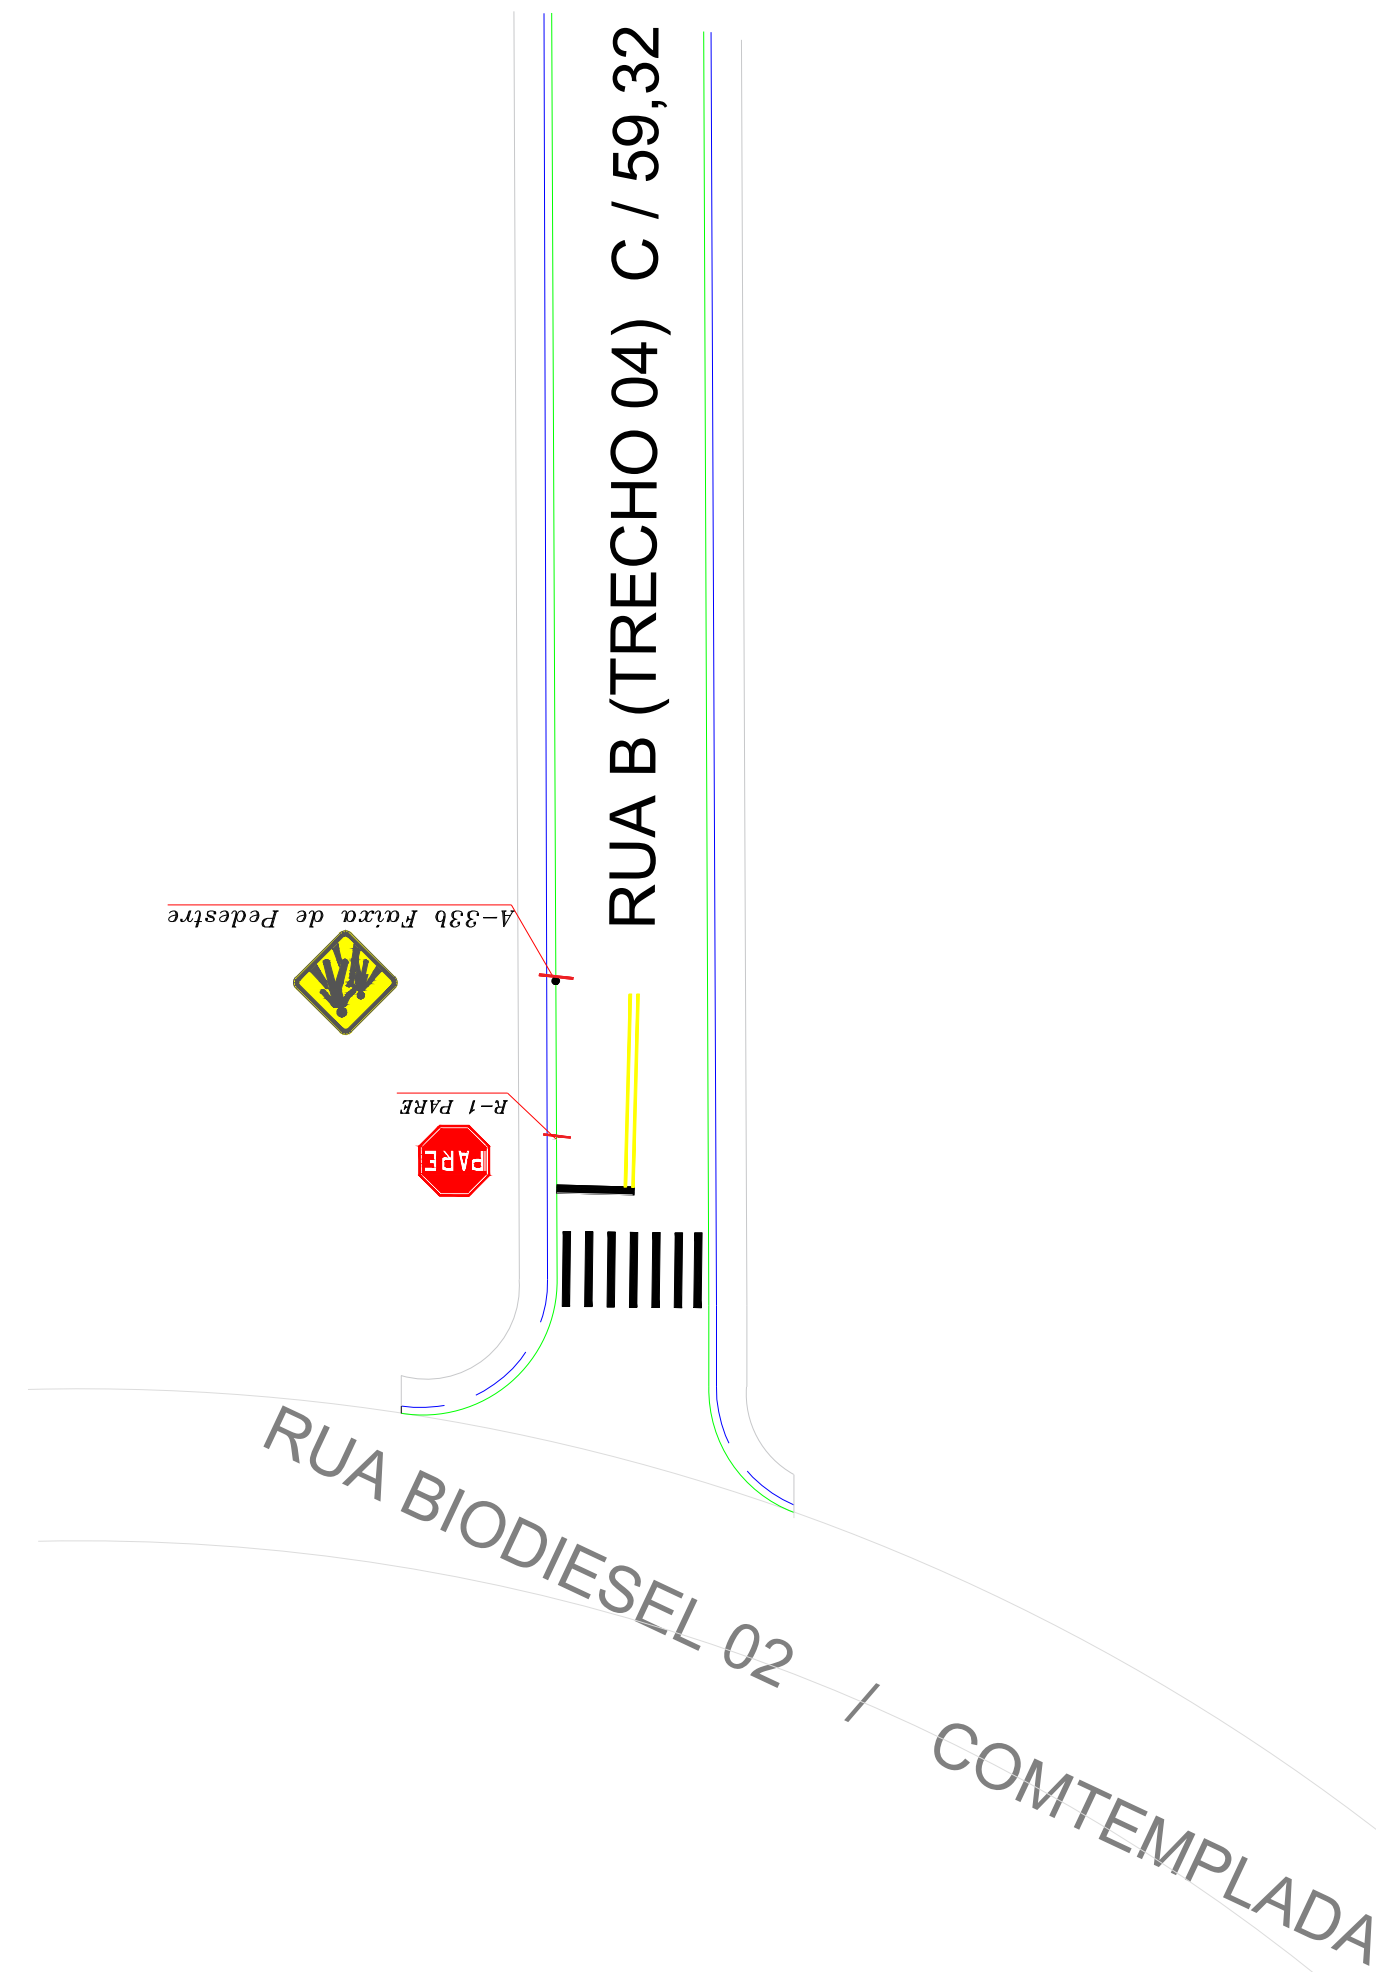 RUA B (TRECHO 04) C / 59,32
A-33b Faixa de Pedestre
R-1 PARE
PARE
RUA BIODIESEL 02 / COMTEMPLADA